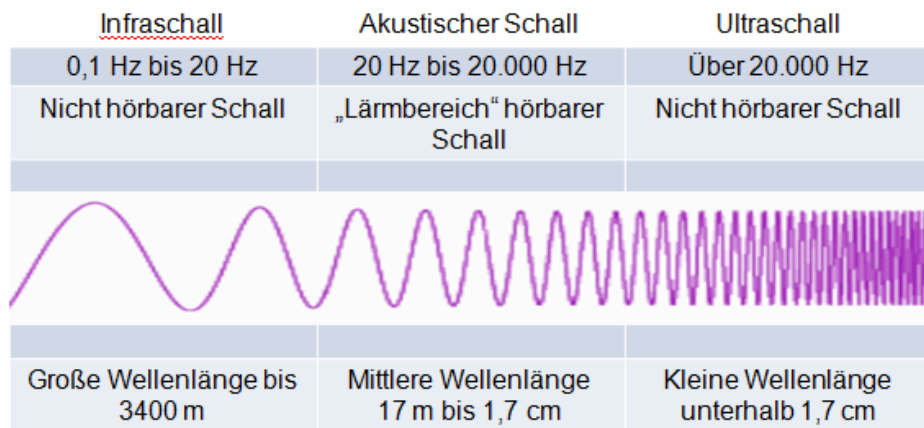 Infraschall Akustischer Schall Ultraschall
0,1 Hz bis 20 Hz 20 Hz bis 20.000 Hz Über 20.000 Hz
Nicht hörbarer Schall „Lärmbereich“ hörbarer Nicht hörbarer Schall
Schall
Große Wellenlänge bis Mittlere Wellenlänge Kleine Wellenlänge
3400 m 17 m bis 1,7 cm unterhalb 1,7 cm